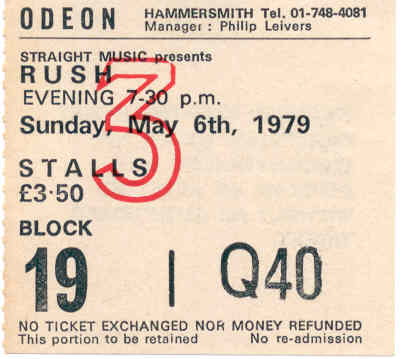 ODEON HAMMERSMITH Tel. 01-748-4081
Manager : Philip Leivers
STRAIGHT MUSIC presents
RUSH
EVENING 7-30 p.m.
Sunday, May 6th, 1979
3
STALLS
£3·50
BLOCK
19 | Q40
NO TICKET EXCHANGED NOR MONEY REFUNDED
This portion to be retained No re-admission